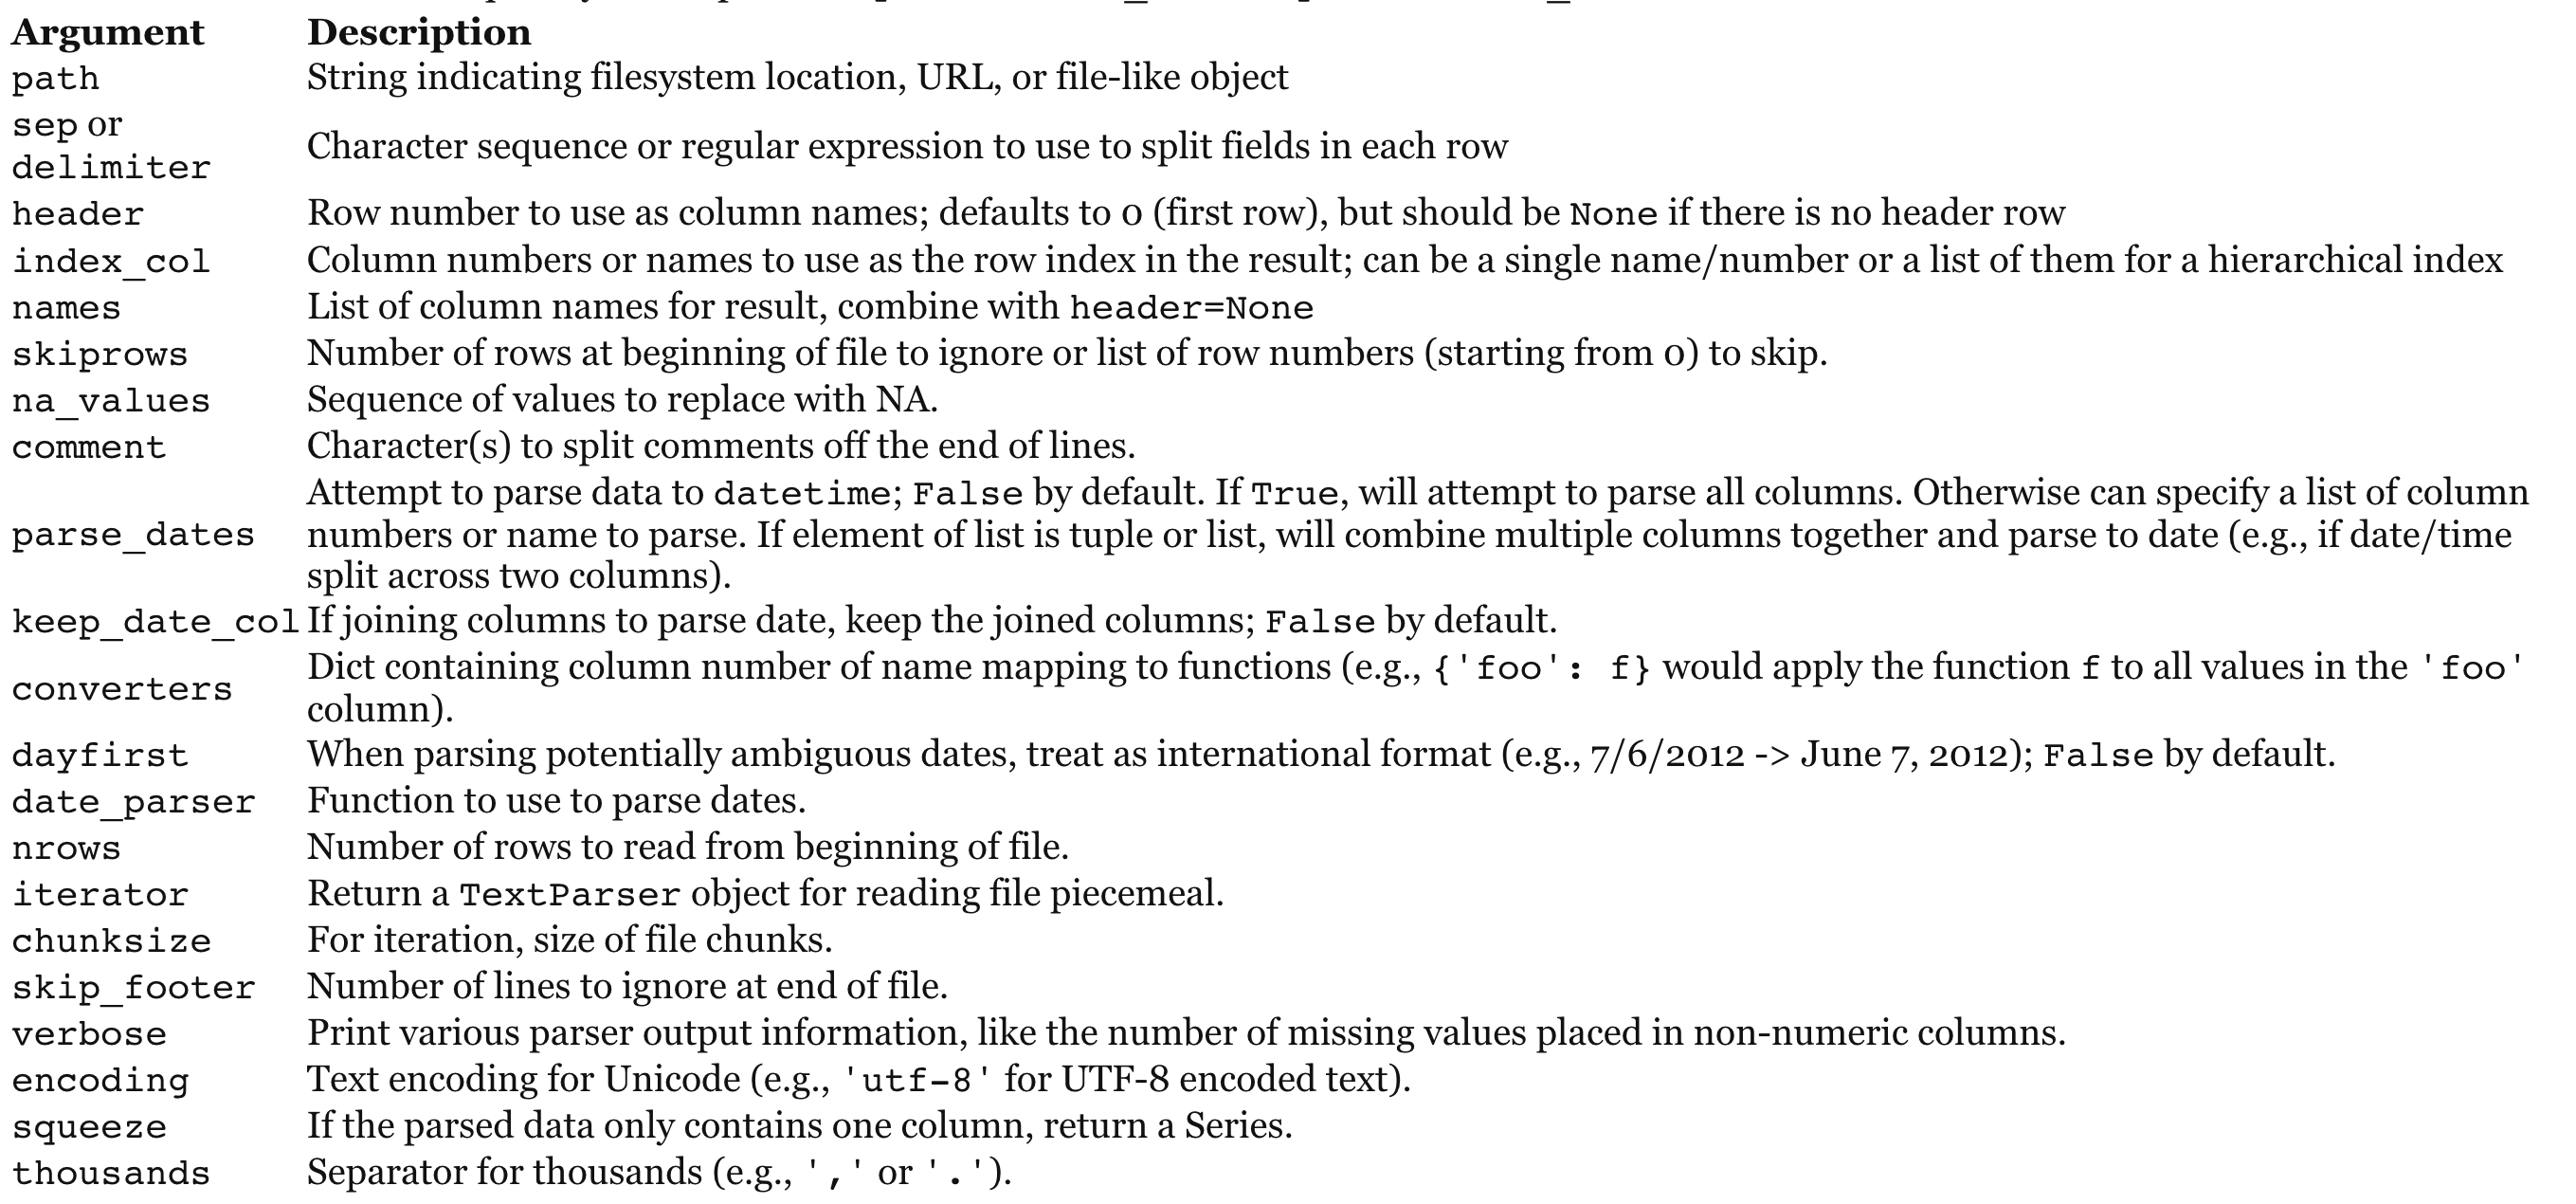 Argument Description
path String indicating filesystem location, URL, or file-like object
sep or
delimiter Character sequence or regular expression to use to split fields in each row
header Row number to use as column names; defaults to 0 (first row), but should be None if there is no header row
index_col Column numbers or names to use as the row index in the result; can be a single name/number or a list of them for a hierarchical index
names List of column names for result, combine with header=None
skiprows Number of rows at beginning of file to ignore or list of row numbers (starting from 0) to skip.
na_values Sequence of values to replace with NA.
comment Character(s) to split comments off the end of lines.
Attempt to parse data to datetime; False by default. If True, will attempt to parse all columns. Otherwise can specify a list of column
parse_dates numbers or name to parse. If element of list is tuple or list, will combine multiple columns together and parse to date (e.g., if date/time
split across two columns).
keep_date_col If joining columns to parse date, keep the joined columns; False by default.
converters Dict containing column number of name mapping to functions (e.g., {'foo': f} would apply the function f to all values in the 'foo'
column).
dayfirst When parsing potentially ambiguous dates, treat as international format (e.g., 7/6/2012 -> June 7, 2012); False by default.
date_parser Function to use to parse dates.
nrows Number of rows to read from beginning of file.
iterator Return a TextParser object for reading file piecemeal.
chunksize For iteration, size of file chunks.
skip_footer Number of lines to ignore at end of file.
verbose Print various parser output information, like the number of missing values placed in non-numeric columns.
encoding Text encoding for Unicode (e.g., 'utf-8' for UTF-8 encoded text).
squeeze If the parsed data only contains one column, return a Series.
thousands Separator for thousands (e.g., ',' or '.').